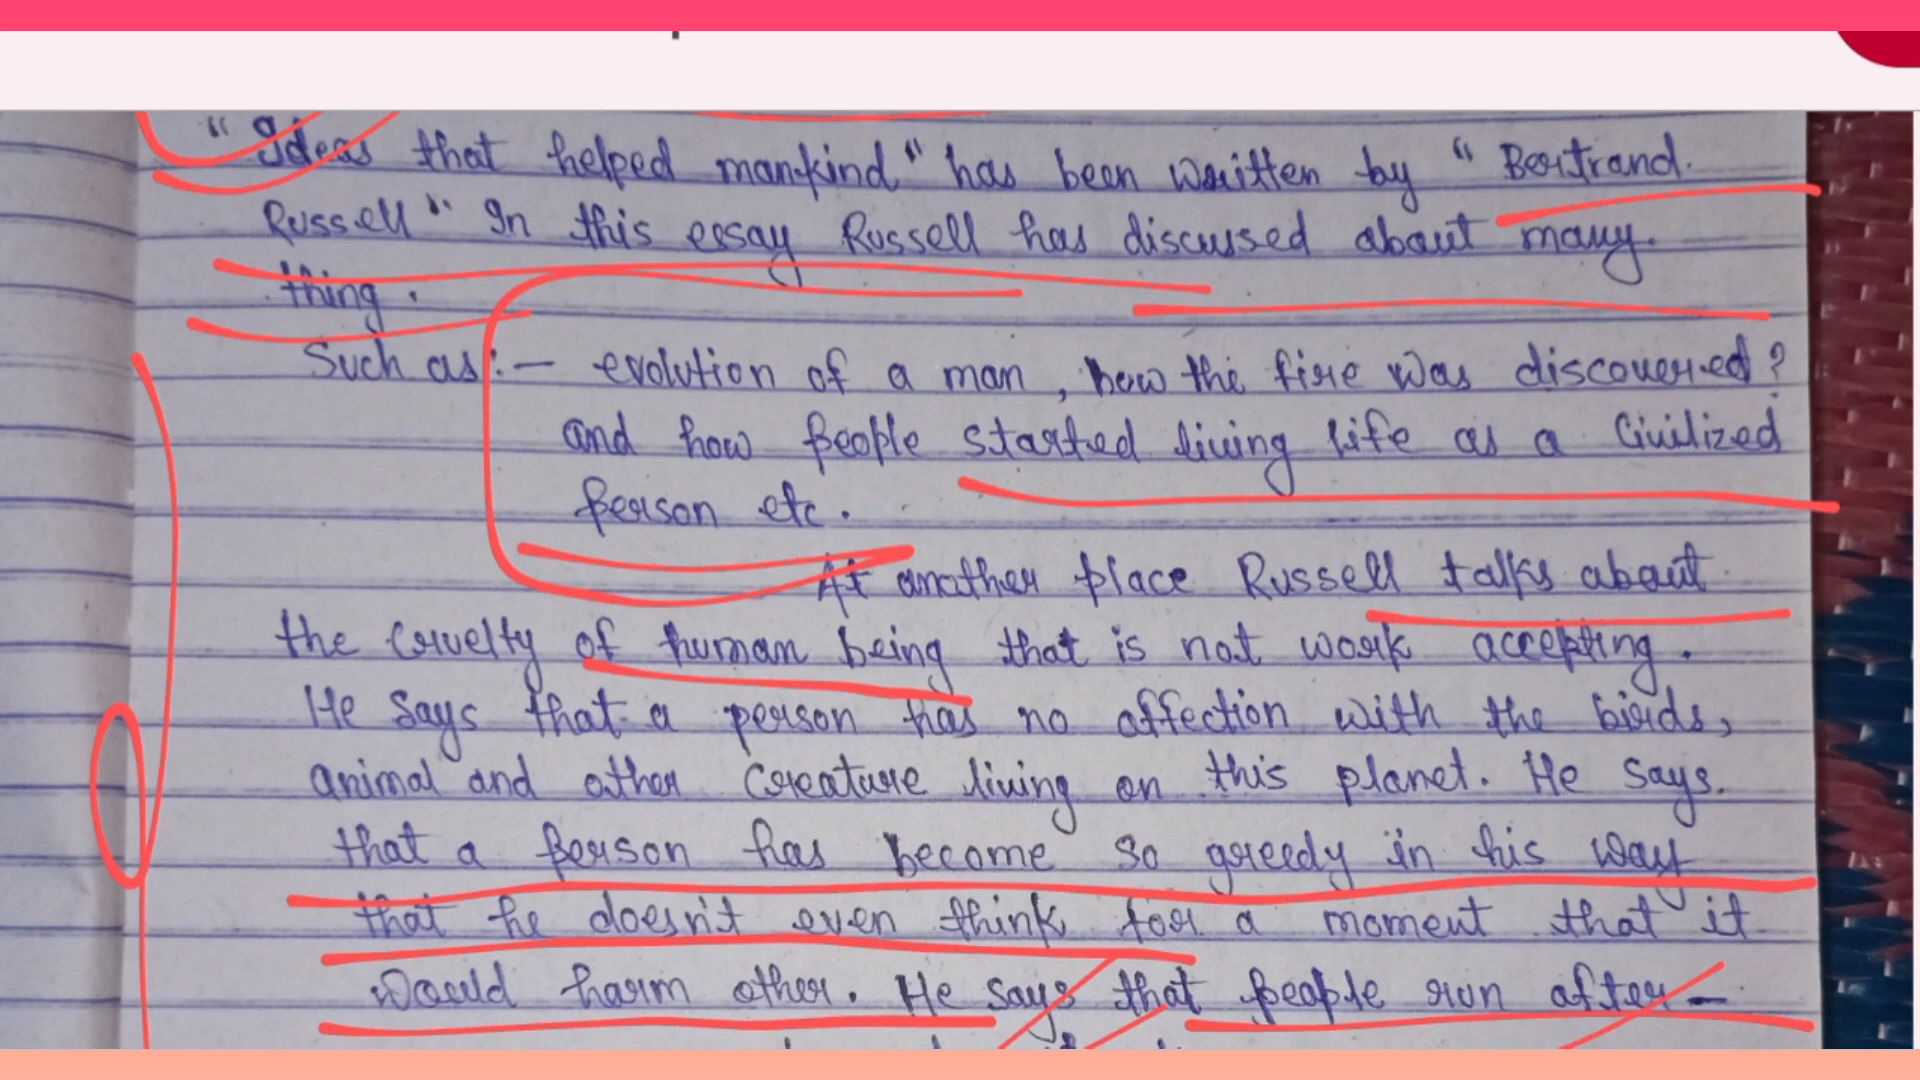 "Ideas that helped mankind" has been written by "Bertrand.
Russell" In this essay Russell has discussed about many.
thing.
Such as:- evolution of a man, how the fire was discovered?
and how people started living life as a Civilized
person etc.
At another place Russell talks about
the cruelty of human being that is not work accepting.
He says that a person has no affection with the birds,
animal and other creature living on this planet. He says.
that a person has become so greedy in his way
that he doesn't even think for a moment that it
would harm other. He says that people run after-